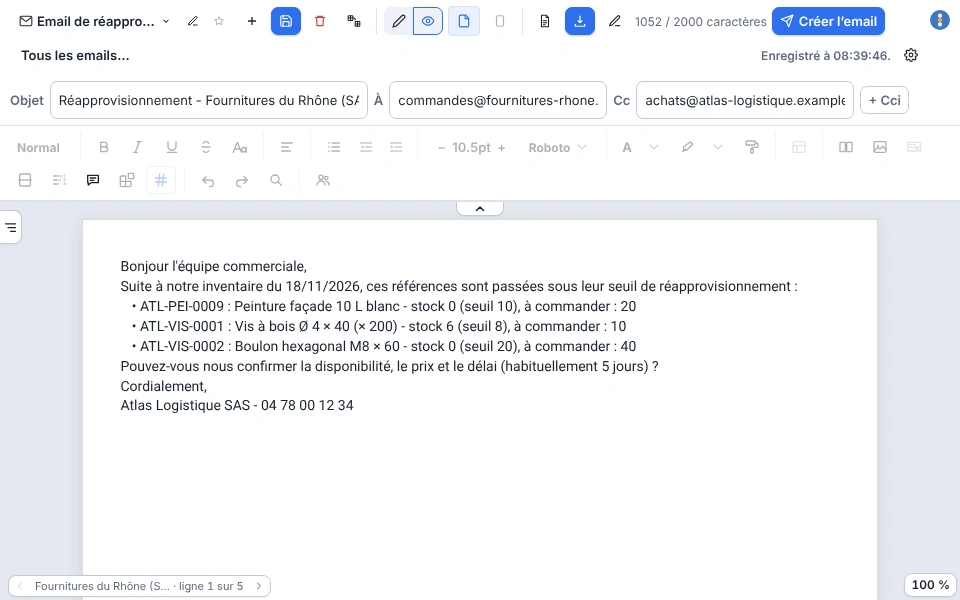 Email de réappro...
1052 / 2000 caractères
Créer l'email
Tous les emails...
Enregistré à 08:39:46.
Objet
Réapprovisionnement - Fournitures du Rhône (SA
À
commandes@fournitures-rhone.
Cc
achats@atlas-logistique.example
+ Cci
Normal
B I U S Aa
− 10.5pt +
Roboto
A
Bonjour l'équipe commerciale,
Suite à notre inventaire du 18/11/2026, ces références sont passées sous leur seuil de réapprovisionnement :
• ATL-PEI-0009 : Peinture façade 10 L blanc - stock 0 (seuil 10), à commander : 20
• ATL-VIS-0001 : Vis à bois Ø 4 × 40 (× 200) - stock 6 (seuil 8), à commander : 10
• ATL-VIS-0002 : Boulon hexagonal M8 × 60 - stock 0 (seuil 20), à commander : 40
Pouvez-vous nous confirmer la disponibilité, le prix et le délai (habituellement 5 jours) ?
Cordialement,
Atlas Logistique SAS - 04 78 00 12 34
Fournitures du Rhône (S... · ligne 1 sur 5
100 %